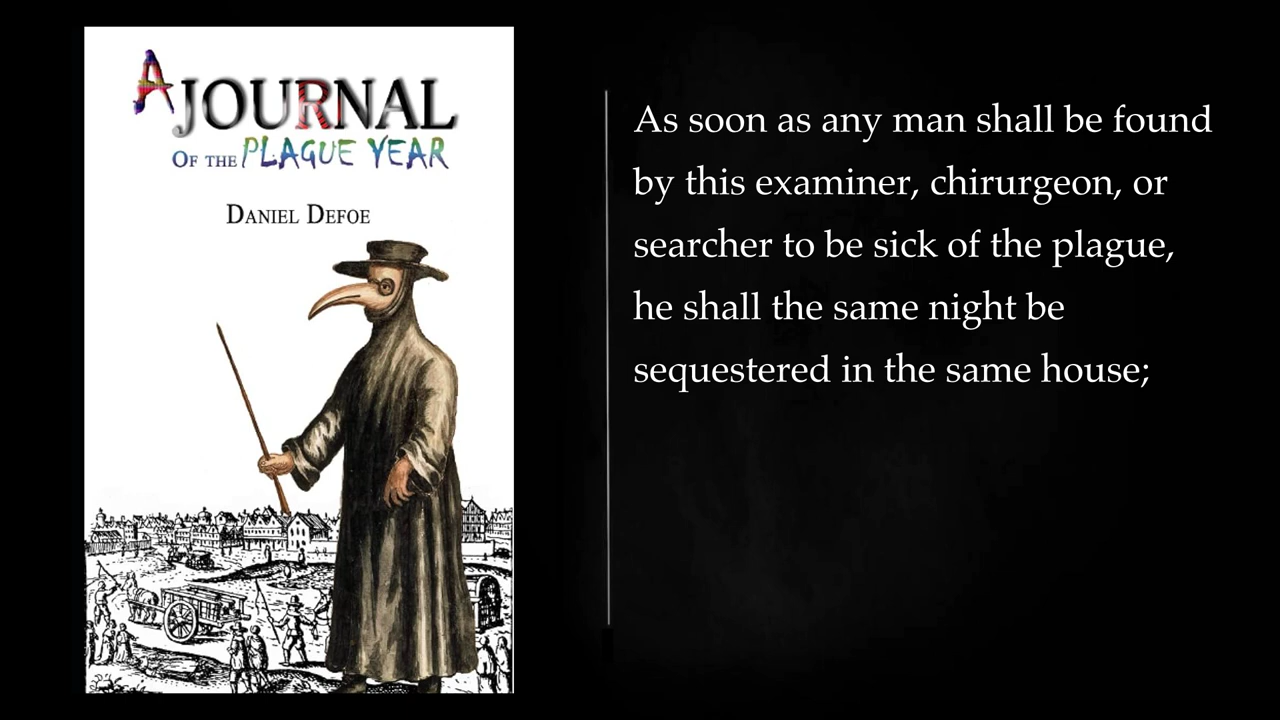 A JOURNAL
OF THE PLAGUE YEAR
DANIEL DEFOE
As soon as any man shall be found
by this examiner, chirurgeon, or
searcher to be sick of the plague,
he shall the same night be
sequestered in the same house;